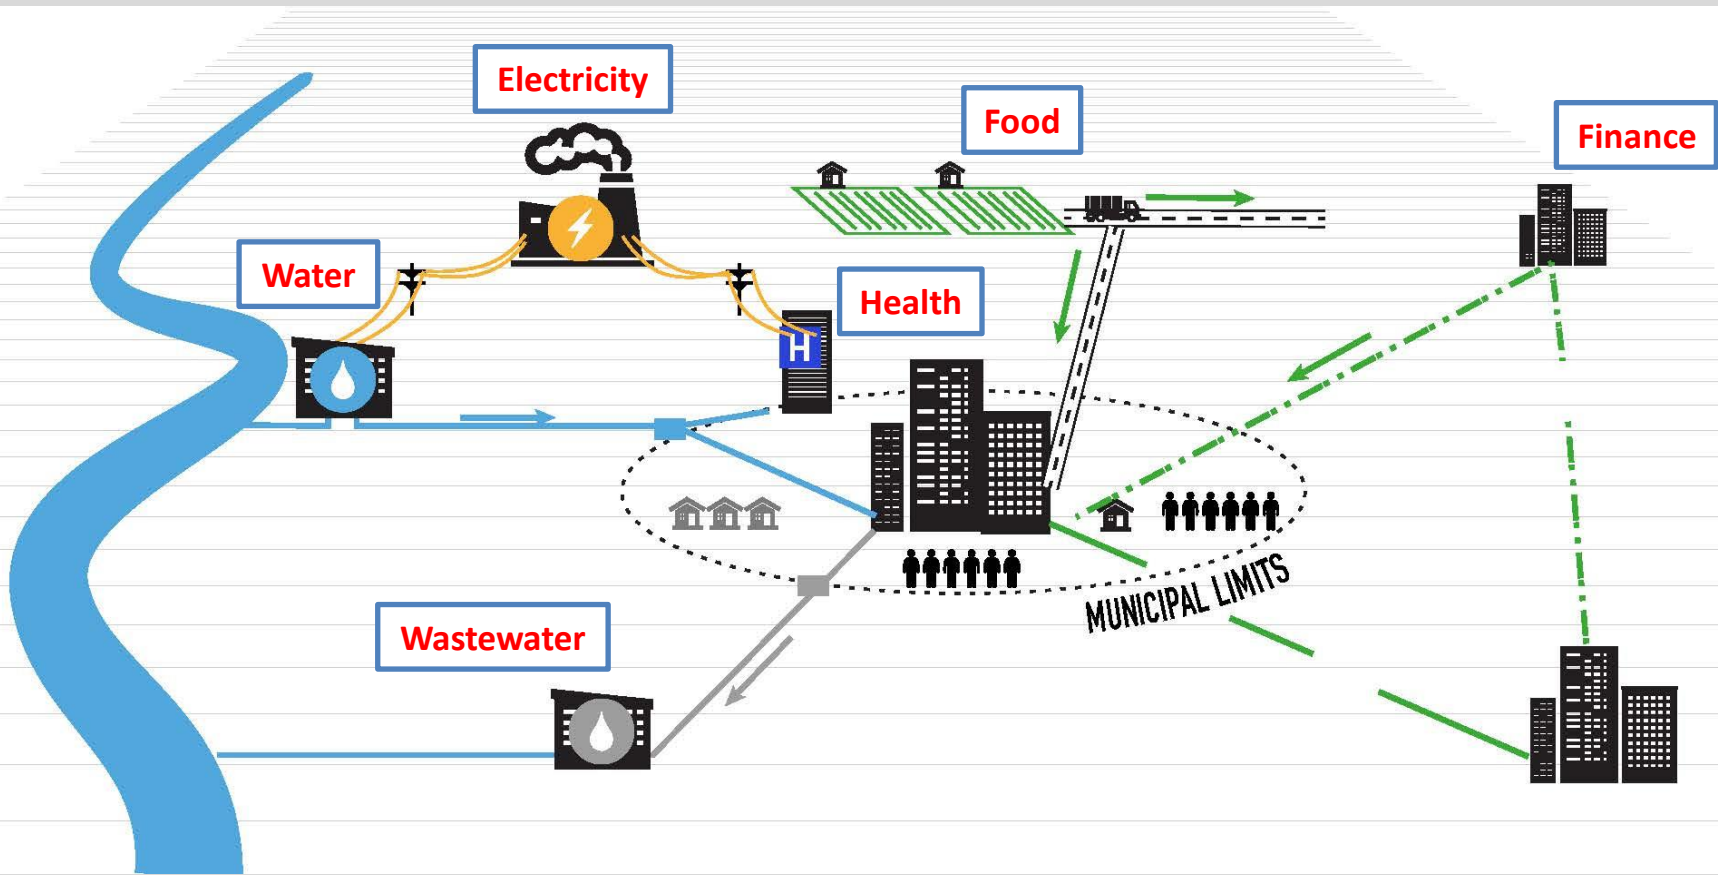 Electricity
Food
Finance
Water
Health
H
MUNICIPAL LIMITS
Wastewater